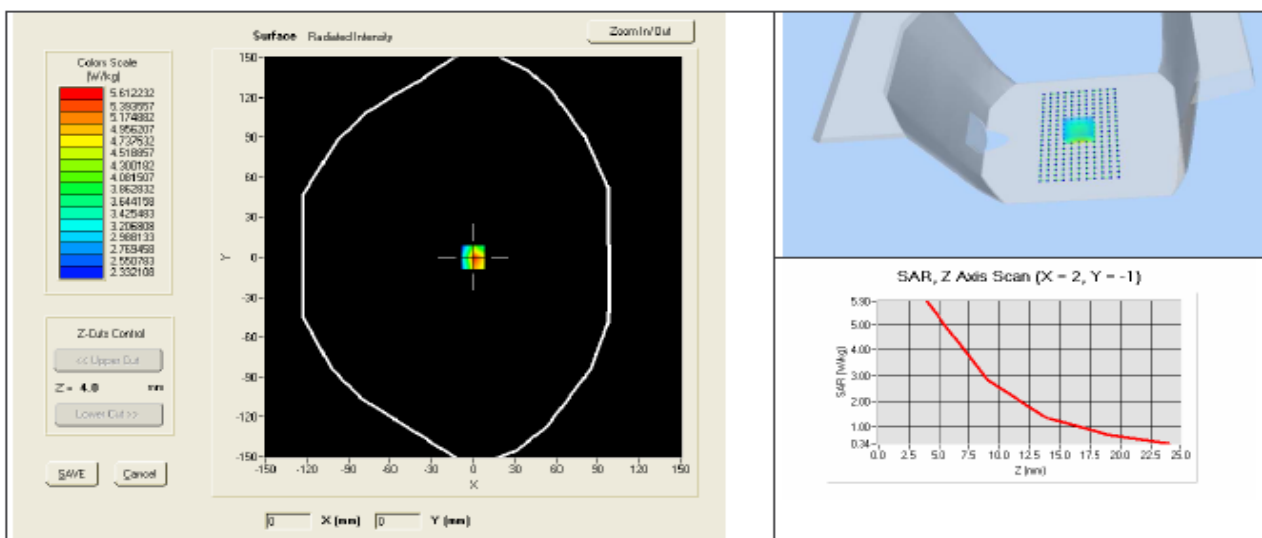 Surface Radiated Intensity
Zoom In/Out
Colors Scale
[W/kg]
5.612232
5.393557
5.174882
4.956207
4.737532
4.518857
4.300182
4.081507
3.862832
3.644158
3.425483
3.206808
2.988133
2.769458
2.550783
2.332108
150
120
90
60
30
0
-30
-60
-90
-120
-150
Y
-150 -120 -90 -60 -30 0 30 60 90 120 150
X
Z-Cuts Control
<< Upper Cut
Z = 4.0 mm
Lower Cut >>
SAVE Cancel
0 X (mm) 0 Y (mm)
SAR, Z Axis Scan (X = 2, Y = -1)
SAR [W/kg]
5.90
5.00
4.00
3.00
2.00
1.00
0.34
0.0 2.5 5.0 7.5 10.0 12.5 15.0 17.5 20.0 22.5 25.0
Z (mm)